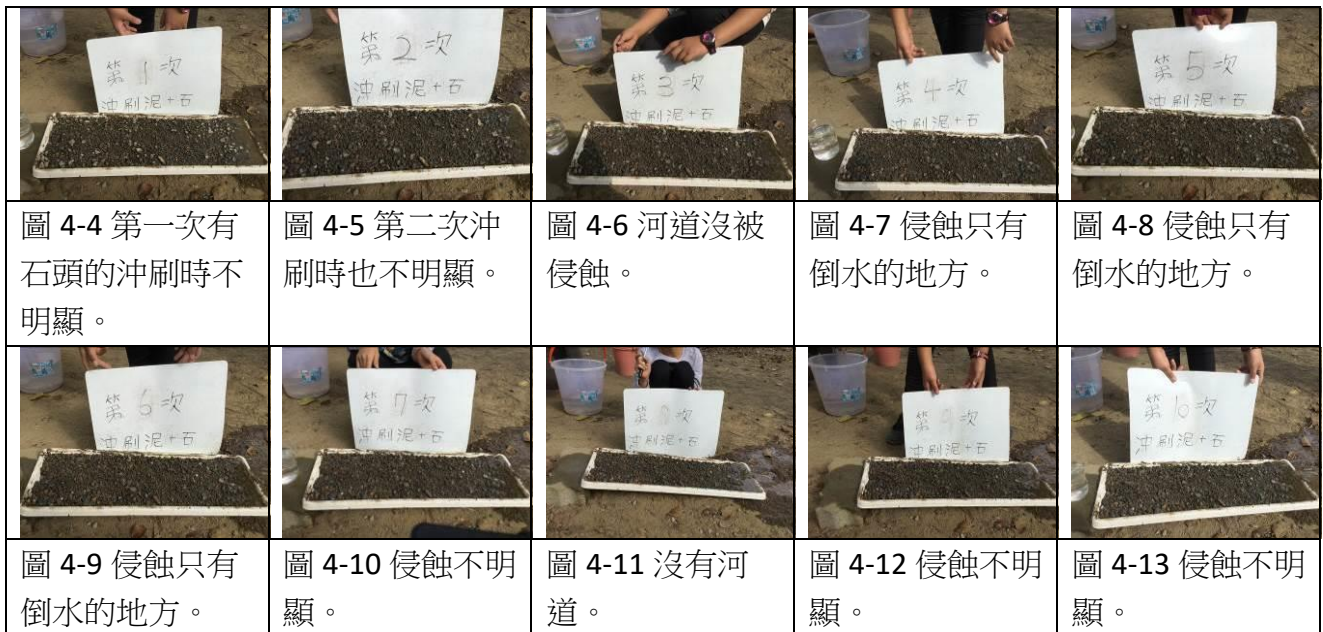 第1次
沖刷泥+石
第2次
沖刷泥+石
第3次
沖刷泥+石
第4次
沖刷泥+石
第5次
沖刷泥+石
圖 4-4 第一次有
石頭的沖刷時不
明顯。
圖 4-5 第二次沖
刷時也不明顯。
圖 4-6 河道沒被
侵蝕。
圖 4-7 侵蝕只有
倒水的地方。
圖 4-8 侵蝕只有
倒水的地方。
第6次
沖刷泥+石
第7次
沖刷泥+石
第8次
沖刷泥+石
第9次
沖刷泥+石
第10次
沖刷泥+石
圖 4-9 侵蝕只有
倒水的地方。
圖 4-10 侵蝕不明
顯。
圖 4-11 沒有河
道。
圖 4-12 侵蝕不明
顯。
圖 4-13 侵蝕不明
顯。